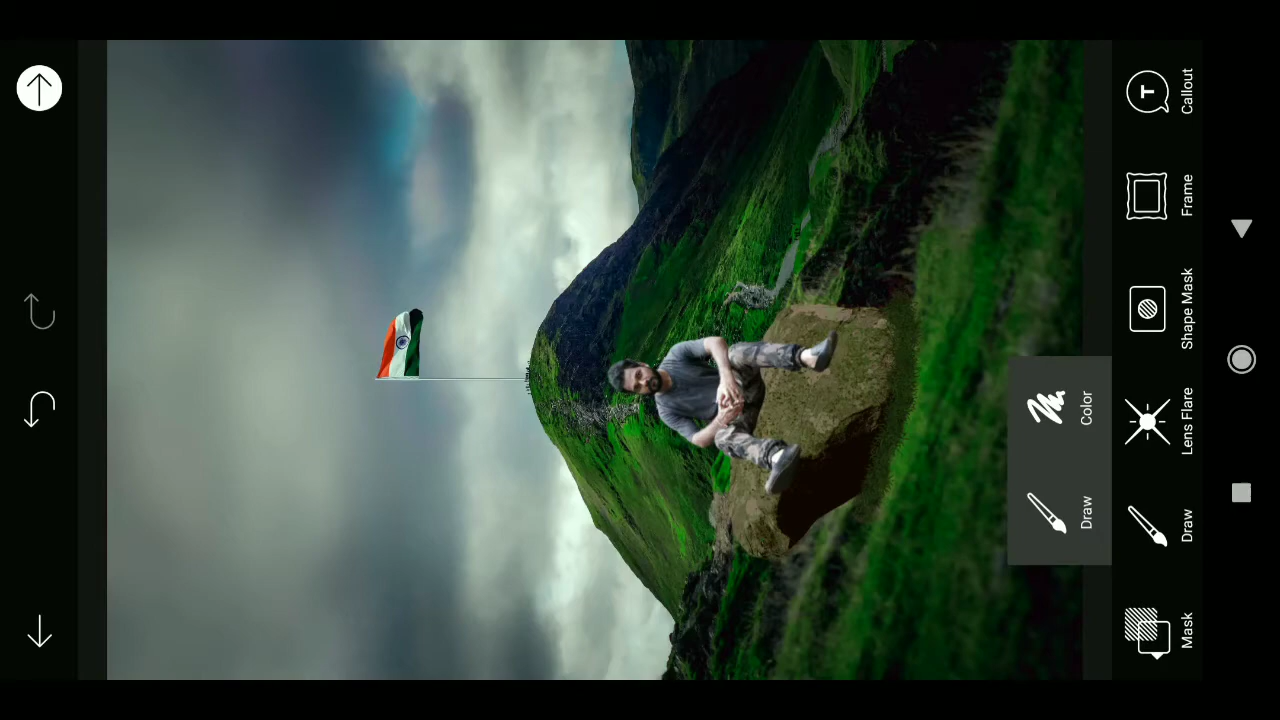 Color
Draw
Mask
Draw
Lens Flare
Shape Mask
Frame
T
Callout